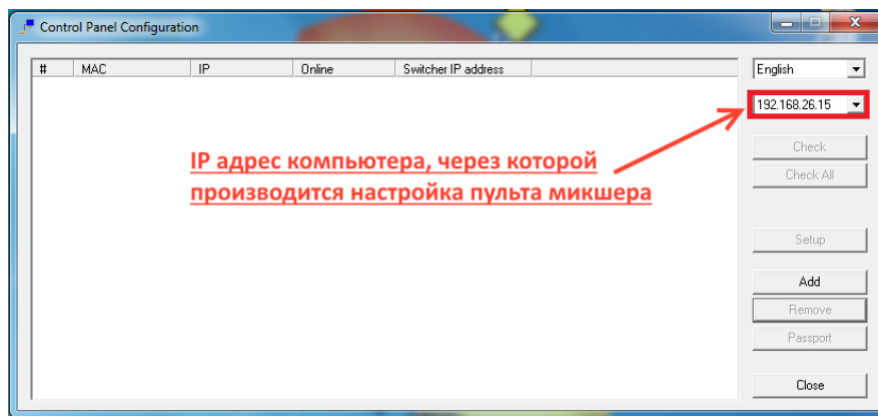 Control Panel Configuration
# MAC IP Online Switcher IP address
English
192.168.26.15
IP адрес компьютера, через которой
производится настройка пульта микшера
Check
Check All
Setup
Add
Remove
Passport
Close